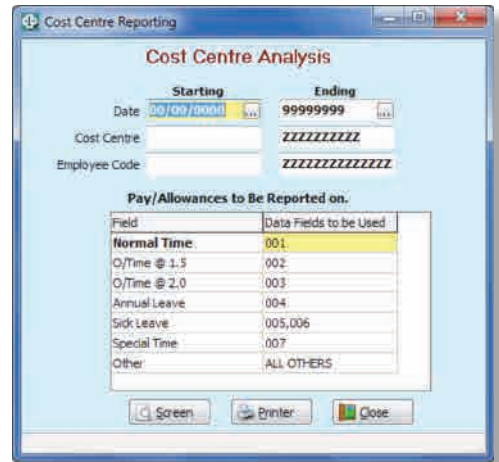 Cost Centre Reporting
Cost Centre Analysis
Starting Ending
Date 00/00/0000 ... 99999999 ...
Cost Centre ZZZZZZZZZZ
Employee Code ZZZZZZZZZZZZZZ
Pay/Allowances to Be Reported on.
Field Data Fields to be Used
Normal Time 001
O/Time @ 1.5 002
O/Time @ 2.0 003
Annual Leave 004
Sick Leave 005,006
Special Time 007
Other ALL OTHERS
Screen Printer Close